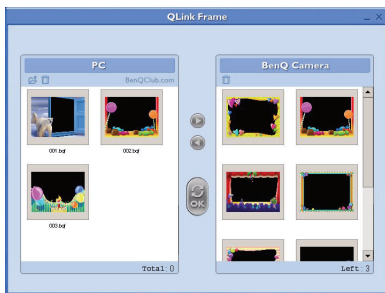 QLink Frame
PC
BenQClub.com
001.bqf
002.bqf
003.bqf
Total: 0
OK
BenQ Camera
Left: 3